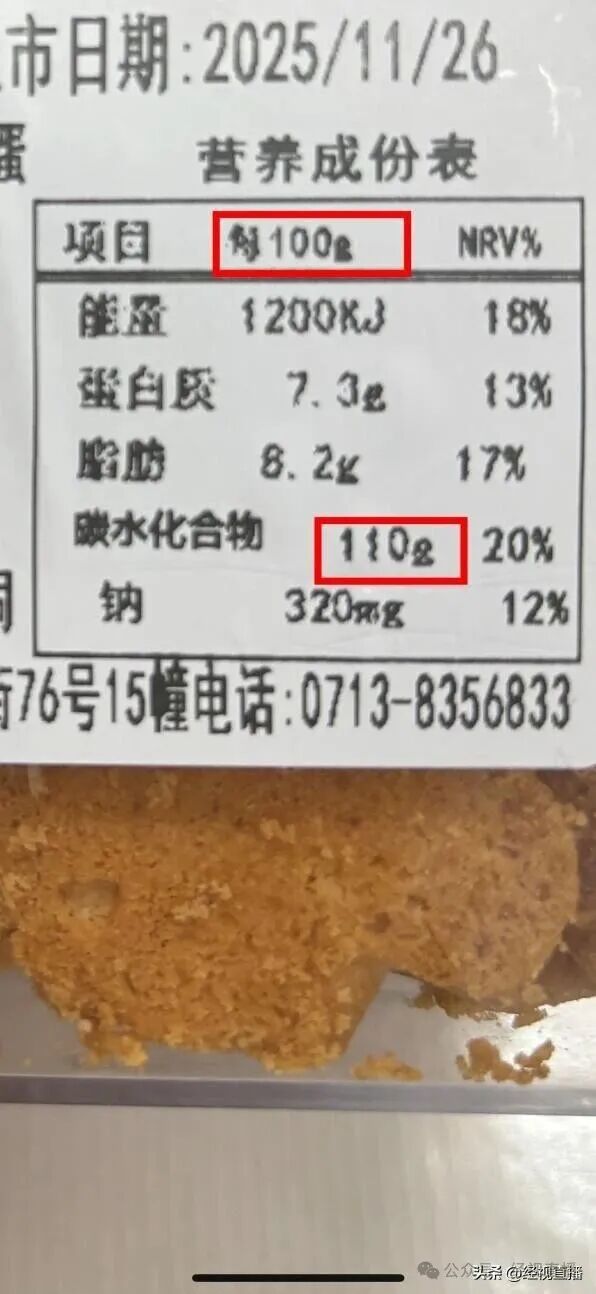 市日期:2025/11/26
蛋
营养成份表
项目 每100g NRV%
能量 1200KJ 18%
蛋白质 7.3g 13%
脂肪 8.2g 17%
碳水化合物 110g 20%
钠 320mg 12%
街76号15幢电话:0713-8356833
头条 @经视直播